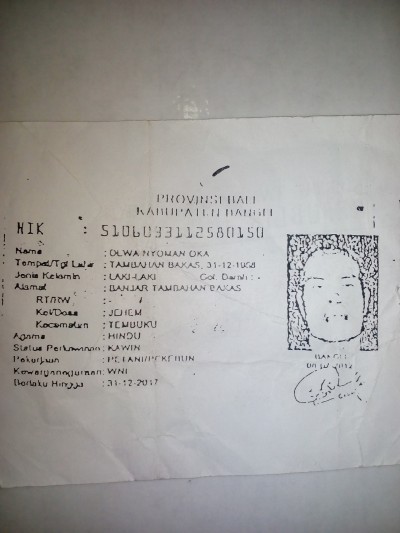 PROVINSI BALI
KABUPATEN BANGLI
NIK : 5106033112580150
Nama : DEWA NYOMAN OKA
Tempat/Tgl Lahir : TAMBAHAN BAKAS, 31-12-1958
Jenis Kelamin : LAKI-LAKI Gol. Darah : -
Alamat : BANJAR TAMBAHAN BAKAS
RT/RW : - /
Kel/Desa : JEHEM
Kecamatan : TEMBUKU
Agama : HINDU
Status Perkawinan : KAWIN
Pekerjaan : PETANI/PEKEBUN
Kewarganegaraan : WNI
Berlaku Hingga : 31-12-2017
BANGLI